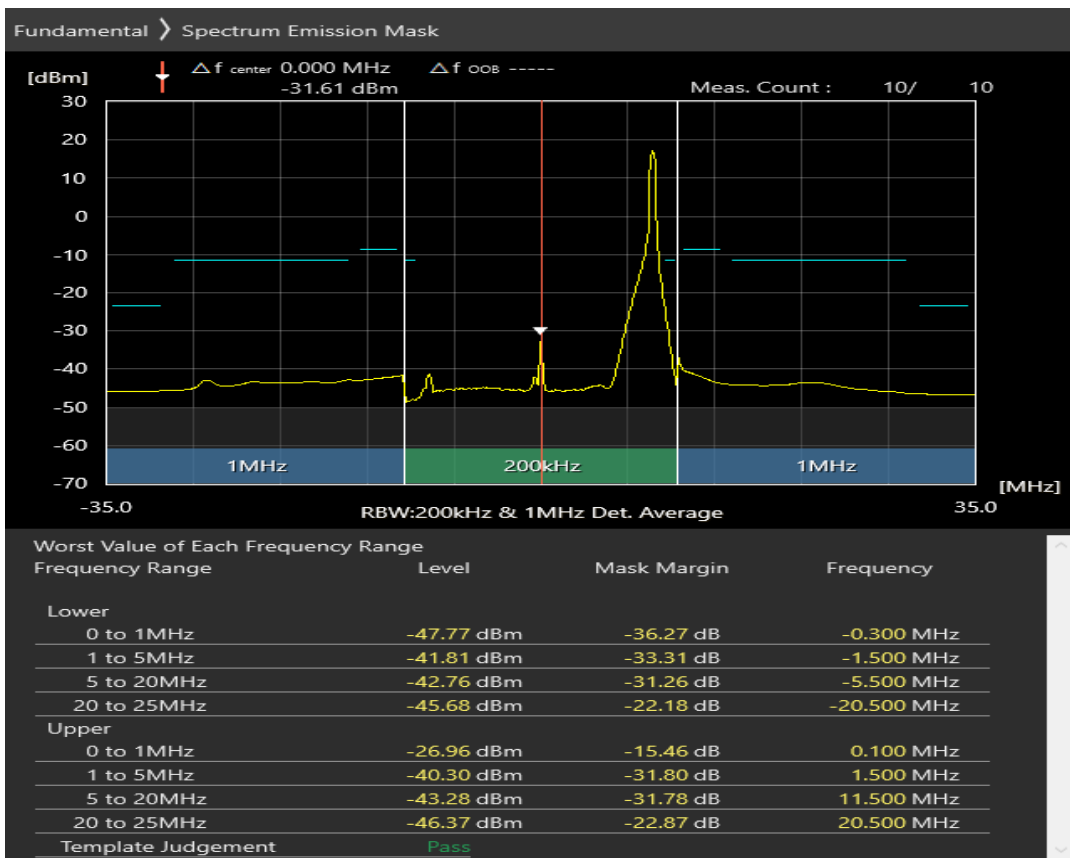 Fundamental 〉 Spectrum Emission Mask
[dBm] △f center 0.000 MHz △f OOB -----
-31.61 dBm Meas. Count : 10/ 10
30
20
10
0
-10
-20
-30
-40
-50
-60
1MHz 200kHz 1MHz
-70 [MHz]
-35.0 RBW:200kHz & 1MHz Det. Average 35.0
Worst Value of Each Frequency Range
Frequency Range Level Mask Margin Frequency
Lower
0 to 1MHz -47.77 dBm -36.27 dB -0.300 MHz
1 to 5MHz -41.81 dBm -33.31 dB -1.500 MHz
5 to 20MHz -42.76 dBm -31.26 dB -5.500 MHz
20 to 25MHz -45.68 dBm -22.18 dB -20.500 MHz
Upper
0 to 1MHz -26.96 dBm -15.46 dB 0.100 MHz
1 to 5MHz -40.30 dBm -31.80 dB 1.500 MHz
5 to 20MHz -43.28 dBm -31.78 dB 11.500 MHz
20 to 25MHz -46.37 dBm -22.87 dB 20.500 MHz
Template Judgement Pass